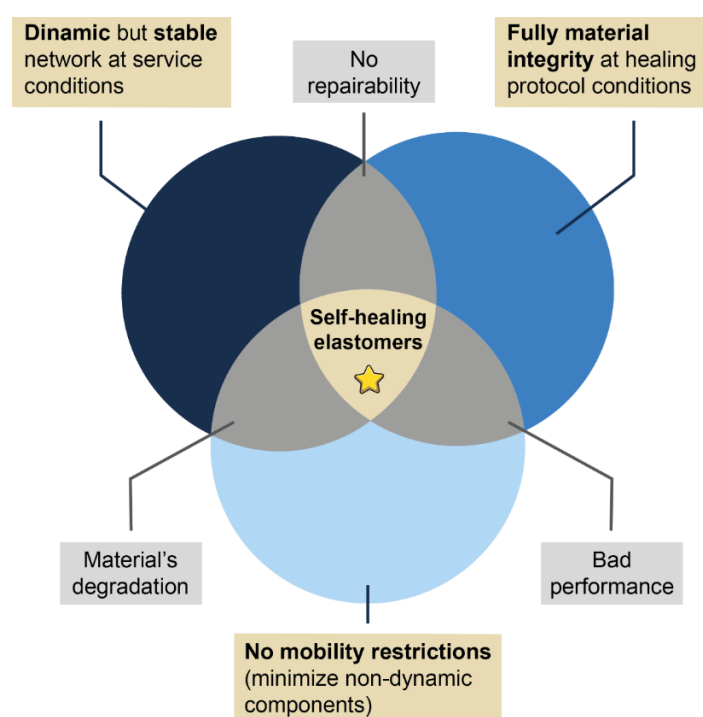 Dinamic but stable
network at service
conditions
No
repairability
Fully material
integrity at healing
protocol conditions
Self-healing
elastomers
Material's
degradation
Bad
performance
No mobility restrictions
(minimize non-dynamic
components)